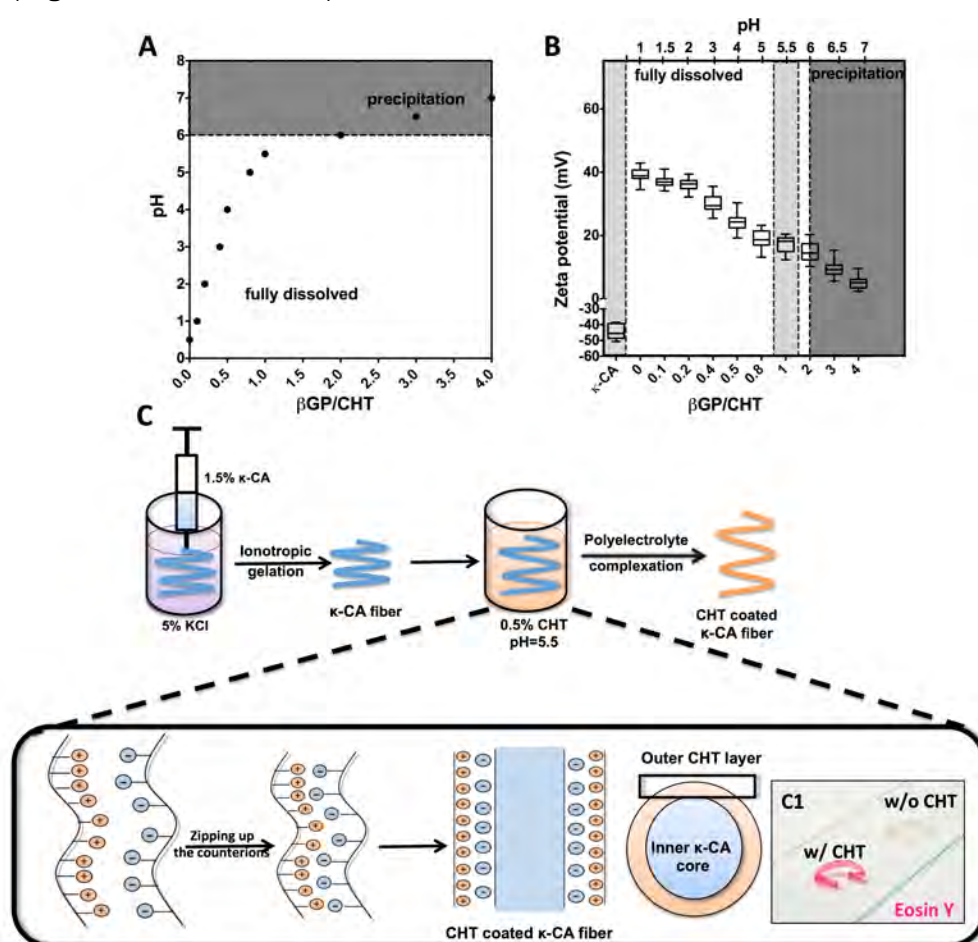 A
8
7
6
5
4
3
2
1
0
pH
precipitation
fully dissolved
0.0
0.5
1.0
1.5
2.0
2.5
3.0
3.5
4.0
βGP/CHT
B
pH
1 1.5 2 3 4 5 5.5 6 6.5 7
fully dissolved
precipitation
Zeta potential (mV)
60
40
20
0
-30
-40
-50
-60
κ-CA 0 0.1 0.2 0.4 0.5 0.8 1 2 3 4
βGP/CHT
C
1.5% κ-CA
5% KCl
Ionotropic
gelation
κ-CA fiber
0.5% CHT
pH=5.5
Polyelectrolyte
complexation
CHT coated
κ-CA fiber
Zipping up
the counterions
CHT coated κ-CA fiber
Outer CHT layer
Inner κ-CA
core
C1
w/o CHT
w/ CHT
Eosin Y